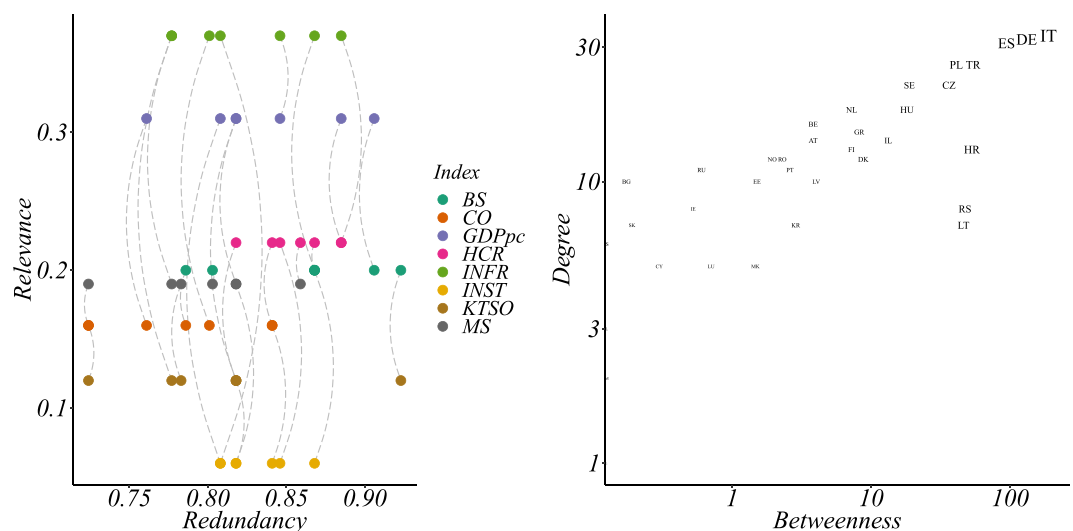 0.3
0.2
0.1
Relevance
0.75 0.80 0.85 0.90
Redundancy
Index
BS
CO
GDPpc
HCR
INFR
INST
KTSO
MS
30
10
3
1
Degree
ES DE IT
PL TR
SE CZ
NL HU
BE
GR
AT IL
FI HR
NO RO DK
RU PT
BG EE LV
IE RS
SK KR LT
CY LU MK
1 10 100
Betweenness